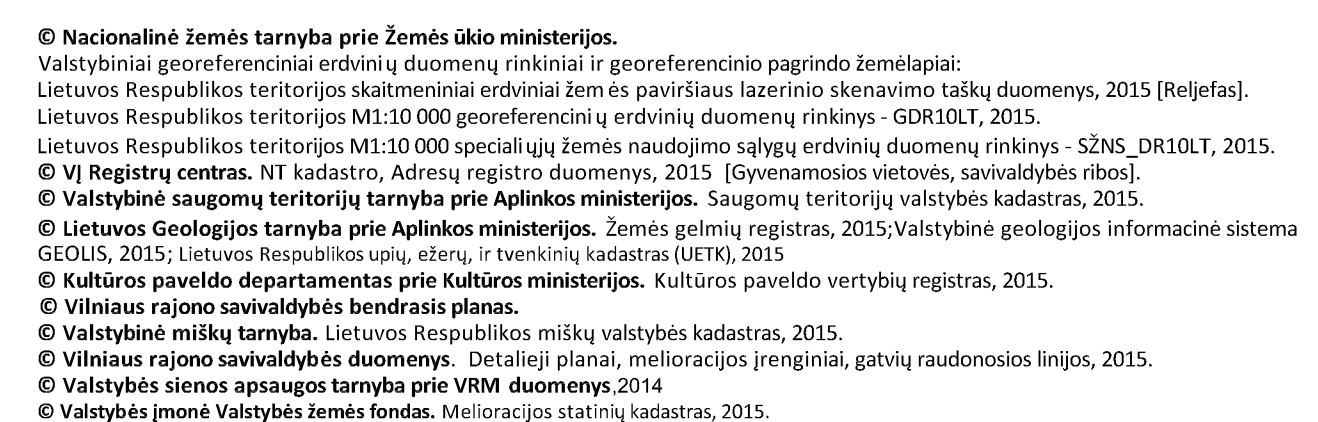 © Nacionalinė žemės tarnyba prie Žemės ūkio ministerijos.
Valstybiniai georeferenciniai erdvinių duomenų rinkiniai ir georeferencinio pagrindo žemėlapiai:
Lietuvos Respublikos teritorijos skaitmeniniai erdviniai žemės paviršiaus lazerinio skenavimo taškų duomenys, 2015 [Reljefas].
Lietuvos Respublikos teritorijos M1:10 000 georeferencinių erdvinių duomenų rinkinys - GDR10LT, 2015.
Lietuvos Respublikos teritorijos M1:10 000 specialiųjų žemės naudojimo sąlygų erdvinių duomenų rinkinys - SŽNS_DR10LT, 2015.
© VĮ Registrų centras. NT kadastro, Adresų registro duomenys, 2015 [Gyvenamosios vietovės, savivaldybės ribos].
© Valstybinė saugomų teritorijų tarnyba prie Aplinkos ministerijos. Saugomų teritorijų valstybės kadastras, 2015.
© Lietuvos Geologijos tarnyba prie Aplinkos ministerijos. Žemės gelmių registras, 2015;Valstybinė geologijos informacinė sistema
GEOLIS, 2015; Lietuvos Respublikos upių, ežerų, ir tvenkinių kadastras (UETK), 2015
© Kultūros paveldo departamentas prie Kultūros ministerijos. Kultūros paveldo vertybių registras, 2015.
© Vilniaus rajono savivaldybės bendrasis planas.
© Valstybinė miškų tarnyba. Lietuvos Respublikos miškų valstybės kadastras, 2015.
© Vilniaus rajono savivaldybės duomenys. Detalieji planai, melioracijos įrenginiai, gatvių raudonosios linijos, 2015.
© Valstybės sienos apsaugos tarnyba prie VRM duomenys,2014
© Valstybės įmonė Valstybės žemės fondas. Melioracijos statinių kadastras, 2015.